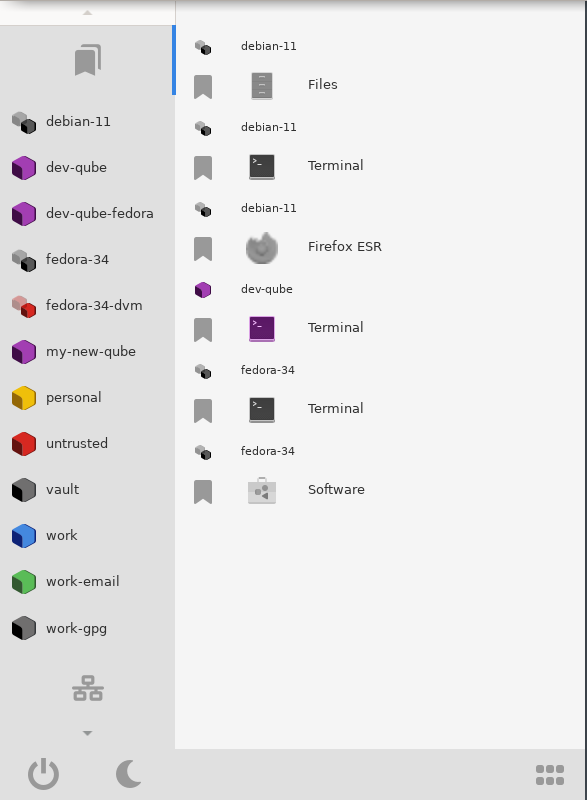 debian-11
dev-qube
dev-qube-fedora
fedora-34
fedora-34-dvm
my-new-qube
personal
untrusted
vault
work
work-email
work-gpg
debian-11
Files
debian-11
Terminal
debian-11
Firefox ESR
dev-qube
Terminal
fedora-34
Terminal
fedora-34
Software